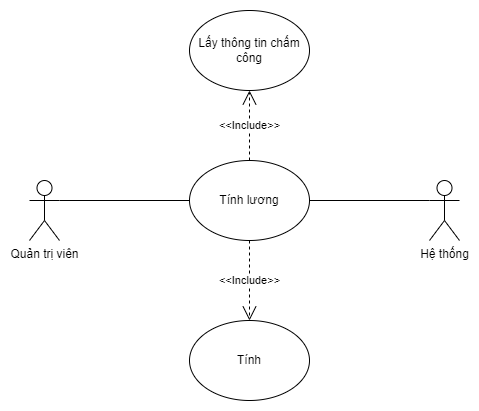 Lấy thông tin chấm
công
<<Include>>
Tính lương
Quản trị viên
Hệ thống
<<Include>>
Tính